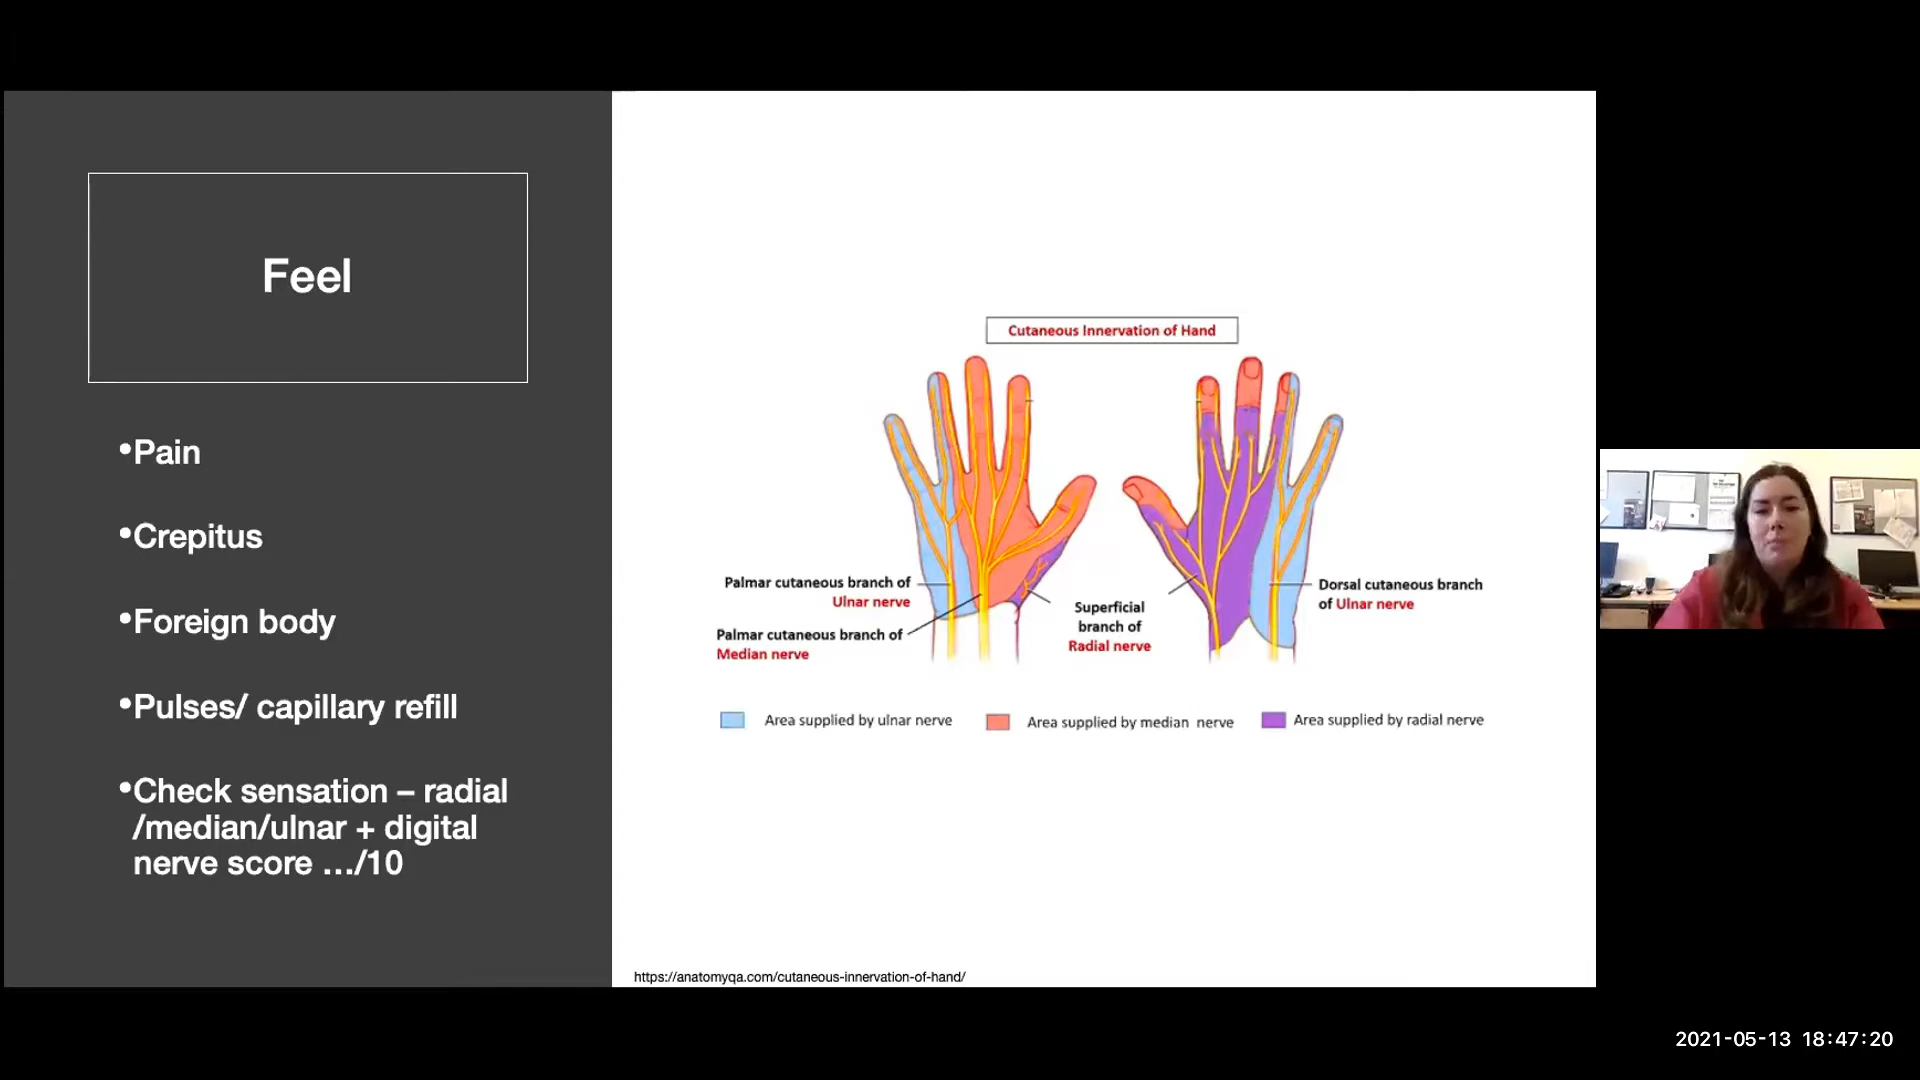 Feel
•Pain
•Crepitus
•Foreign body
•Pulses/ capillary refill
•Check sensation – radial
/median/ulnar + digital
nerve score …/10
Cutaneous Innervation of Hand
Palmar cutaneous branch of
Ulnar nerve
Palmar cutaneous branch of
Median nerve
Superficial
branch of
Radial nerve
Dorsal cutaneous branch
of Ulnar nerve
Area supplied by ulnar nerve
Area supplied by median nerve
Area supplied by radial nerve
https://anatomyqa.com/cutaneous-innervation-of-hand/
2021-05-13 18:47:20